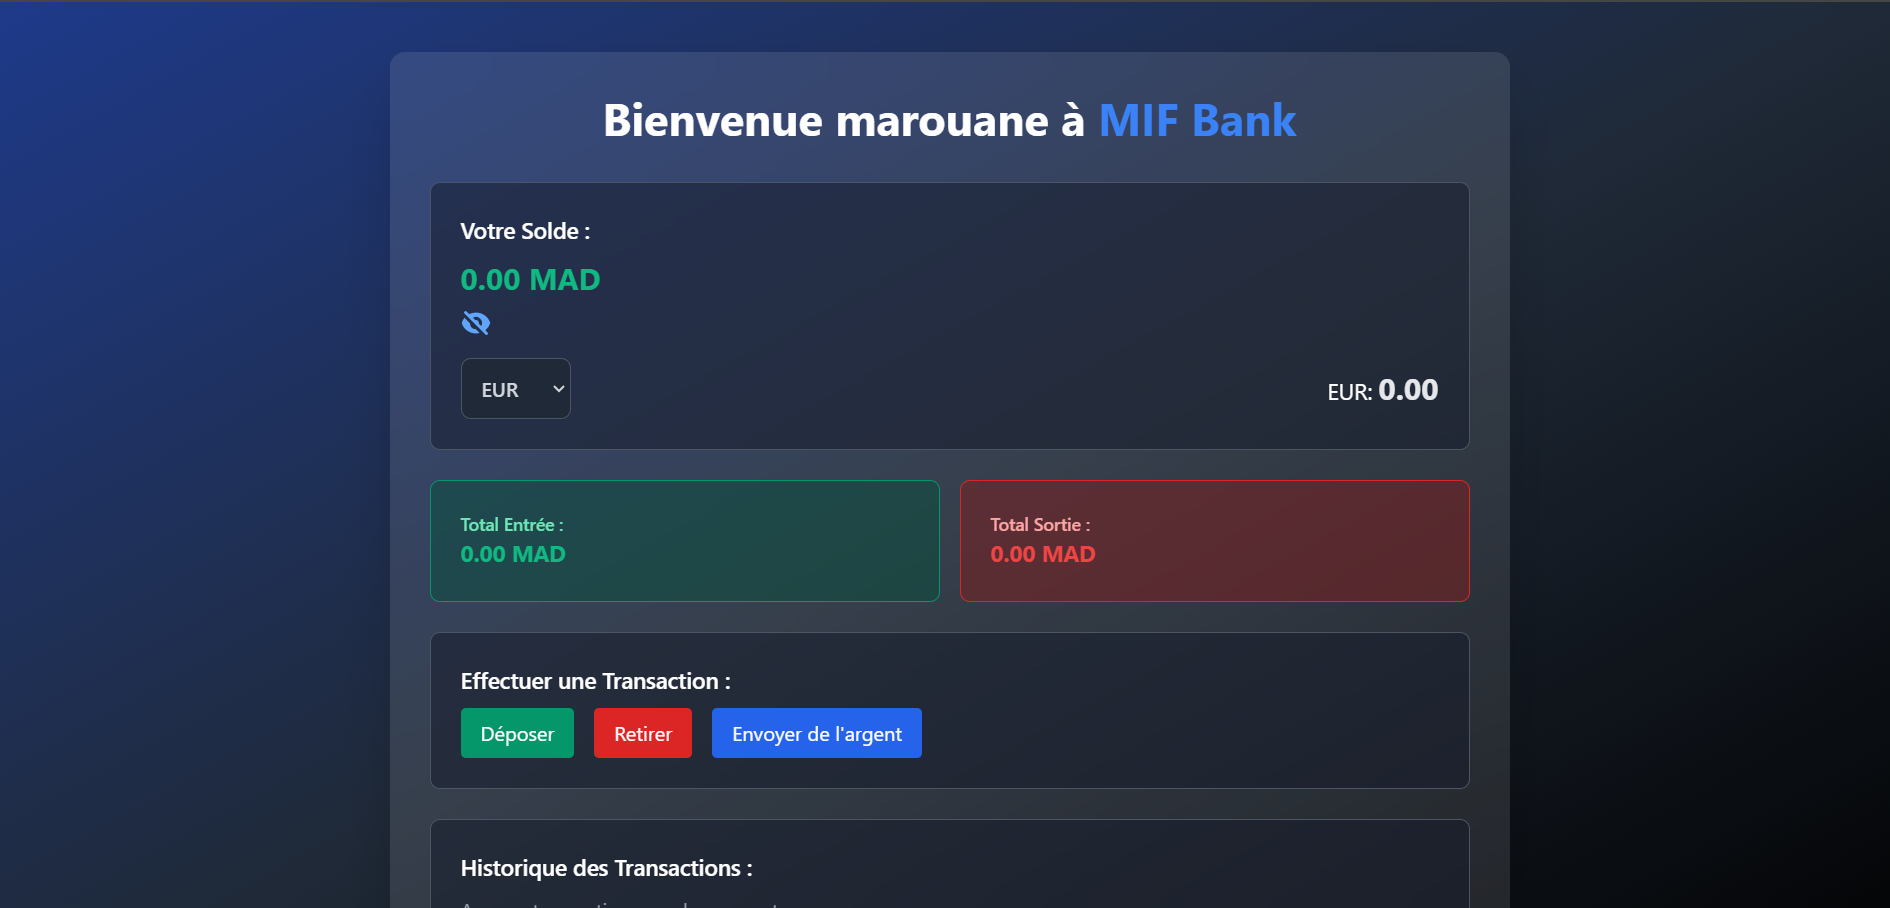 Bienvenue marouane à MIF Bank
Votre Solde :
0.00 MAD
EUR
EUR: 0.00
Total Entrée :
0.00 MAD
Total Sortie :
0.00 MAD
Effectuer une Transaction :
Déposer
Retirer
Envoyer de l'argent
Historique des Transactions :